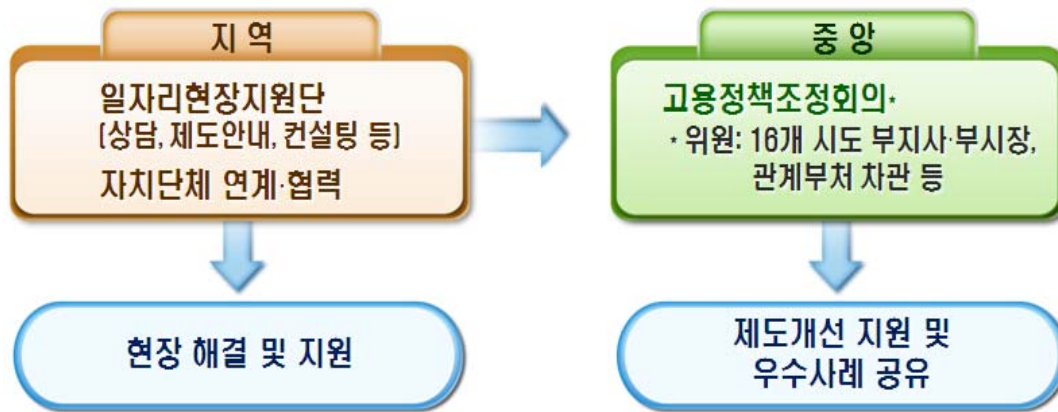 지 역
일자리현장지원단
(상담, 제도안내, 컨설팅 등)
자치단체 연계·협력
현장 해결 및 지원
중 앙
고용정책조정회의*
* 위원: 16개 시도 부지사·부시장,
관계부처 차관 등
제도개선 지원 및
우수사례 공유